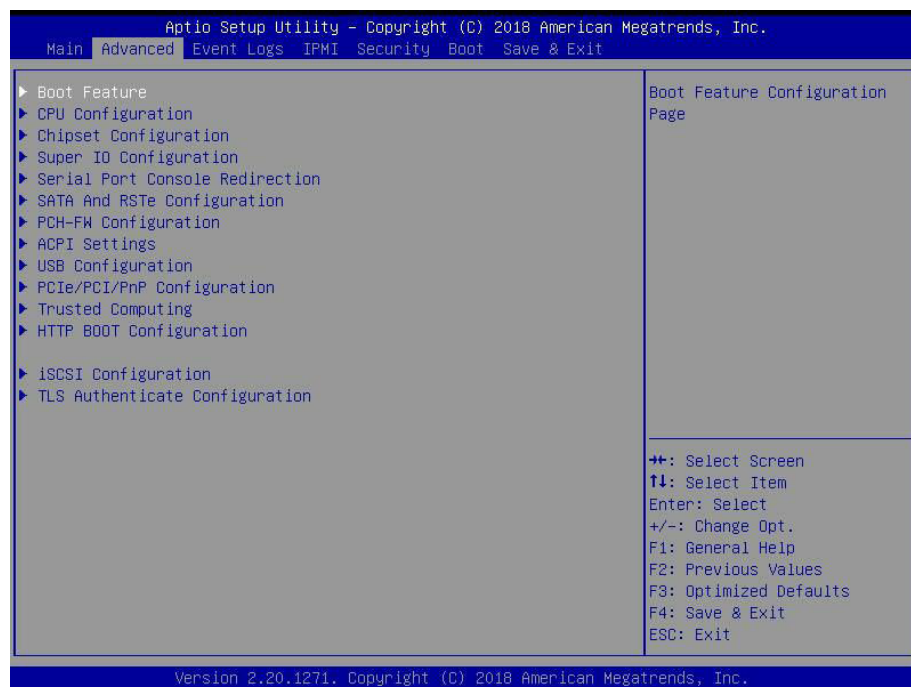 Aptio Setup Utility – Copyright (C) 2018 American Megatrends, Inc.
Main Advanced Event Logs IPMI Security Boot Save & Exit
Boot Feature
CPU Configuration
Chipset Configuration
Super IO Configuration
Serial Port Console Redirection
SATA And RSTe Configuration
PCH-FW Configuration
ACPI Settings
USB Configuration
PCIe/PCI/PnP Configuration
Trusted Computing
HTTP BOOT Configuration
iSCSI Configuration
TLS Authenticate Configuration
Boot Feature Configuration
Page
→←: Select Screen
↑↓: Select Item
Enter: Select
+/-: Change Opt.
F1: General Help
F2: Previous Values
F3: Optimized Defaults
F4: Save & Exit
ESC: Exit
Version 2.20.1271. Copyright (C) 2018 American Megatrends, Inc.